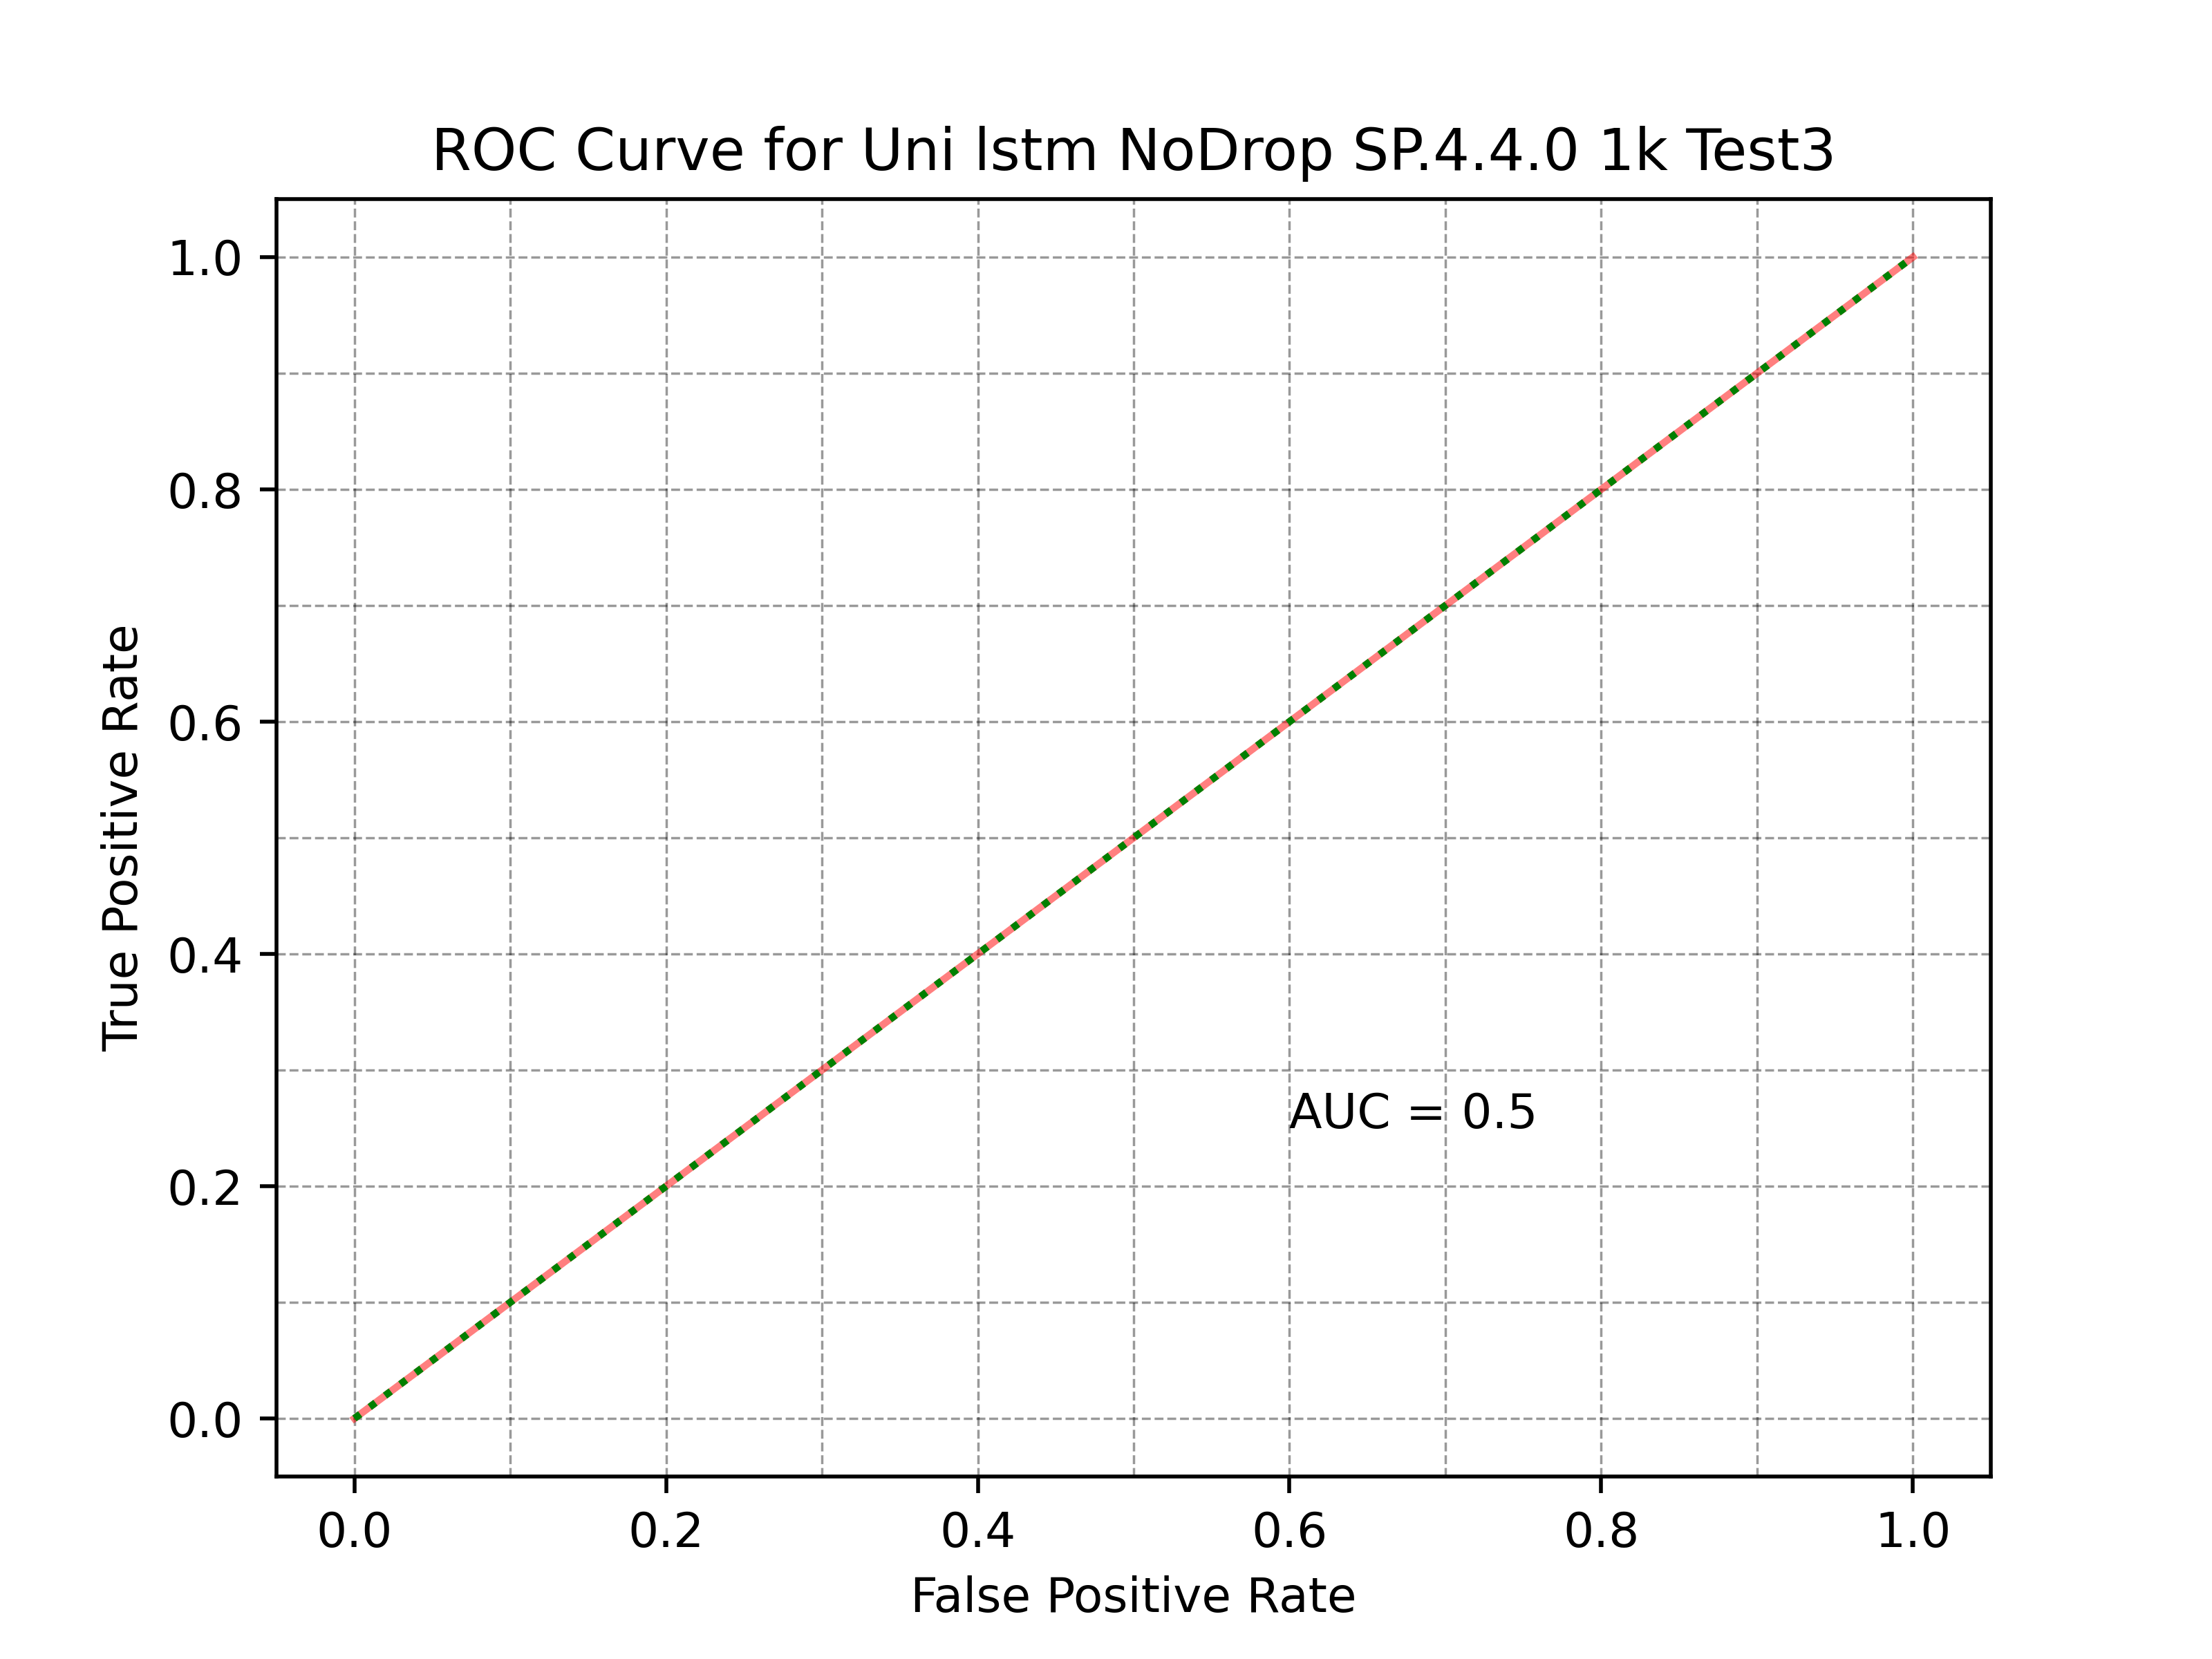 ROC Curve for Uni lstm NoDrop SP.4.4.0 1k Test3
True Positive Rate
1.0
0.8
0.6
0.4
0.2
0.0
AUC = 0.5
0.0 0.2 0.4 0.6 0.8 1.0
False Positive Rate